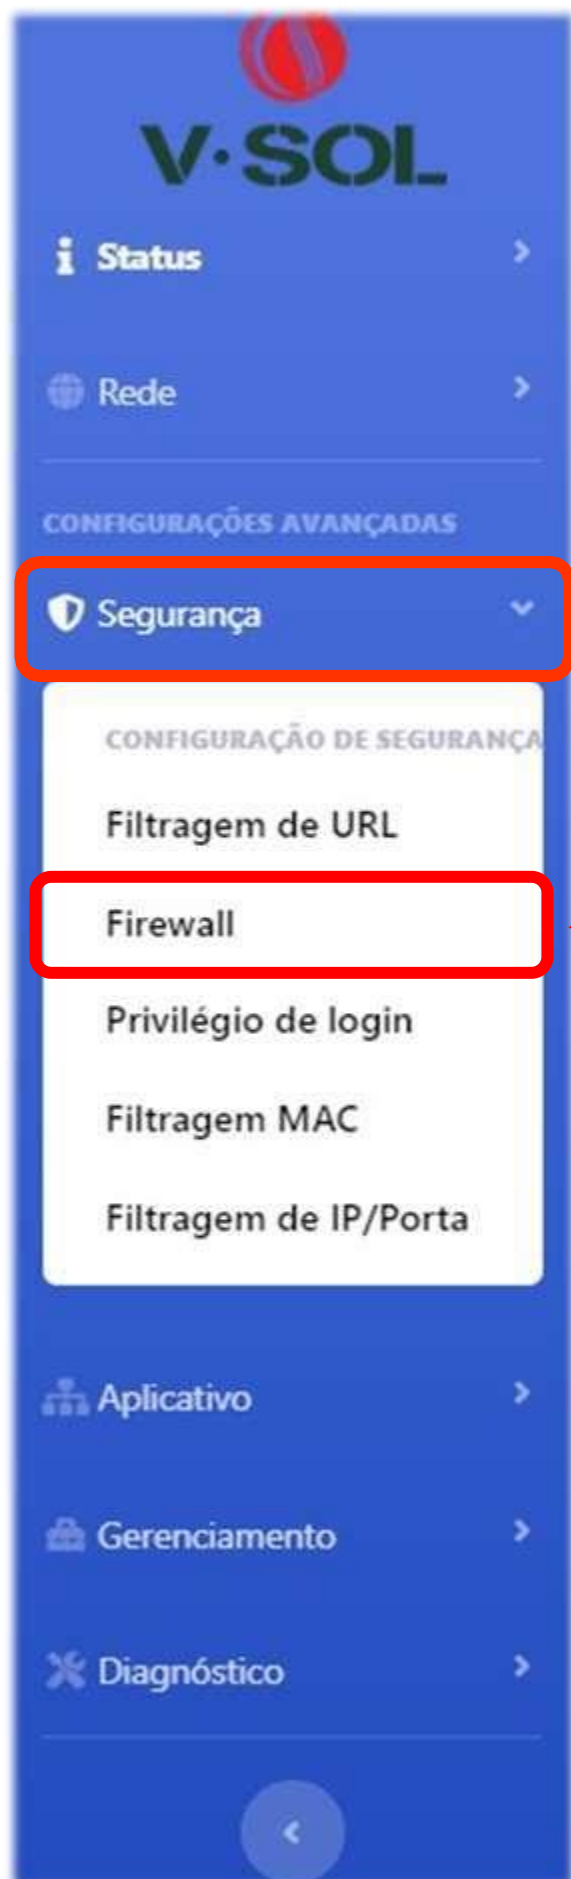 V·SOL
Status
Rede
CONFIGURAÇÕES AVANÇADAS
Segurança
CONFIGURAÇÃO DE SEGURANÇA
Filtragem de URL
Firewall
Privilégio de login
Filtragem MAC
Filtragem de IP/Porta
Aplicativo
Gerenciamento
Diagnóstico